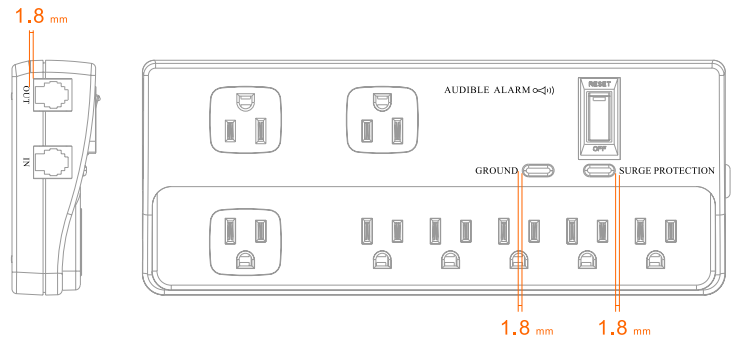 1.8 mm
OUT
IN
AUDIBLE ALARM
RESET
OFF
GROUND
SURGE PROTECTION
1.8 mm
1.8 mm